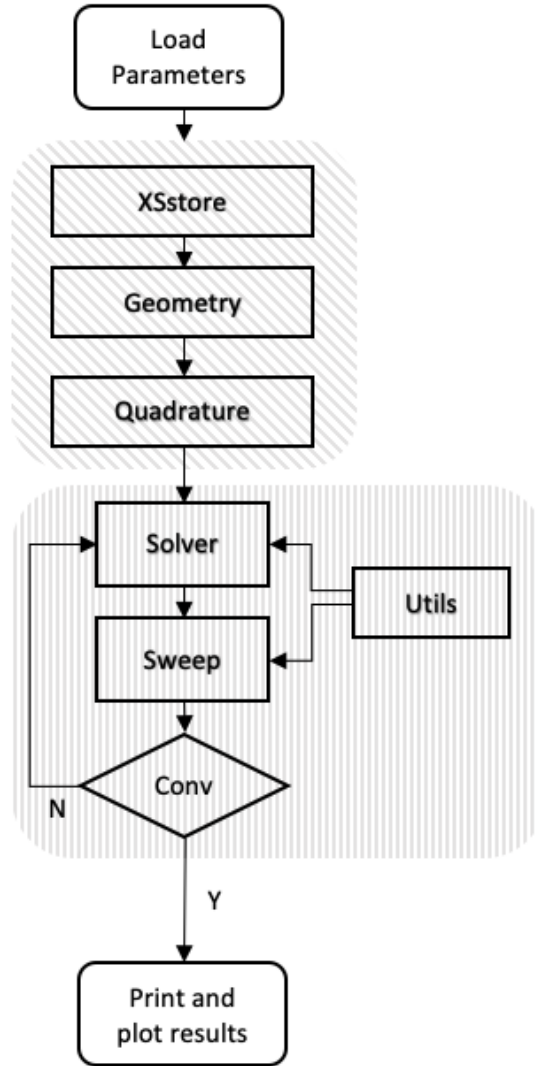 Load
Parameters
XSstore
Geometry
Quadrature
Solver
Utils
Sweep
Conv
N
Y
Print and
plot results